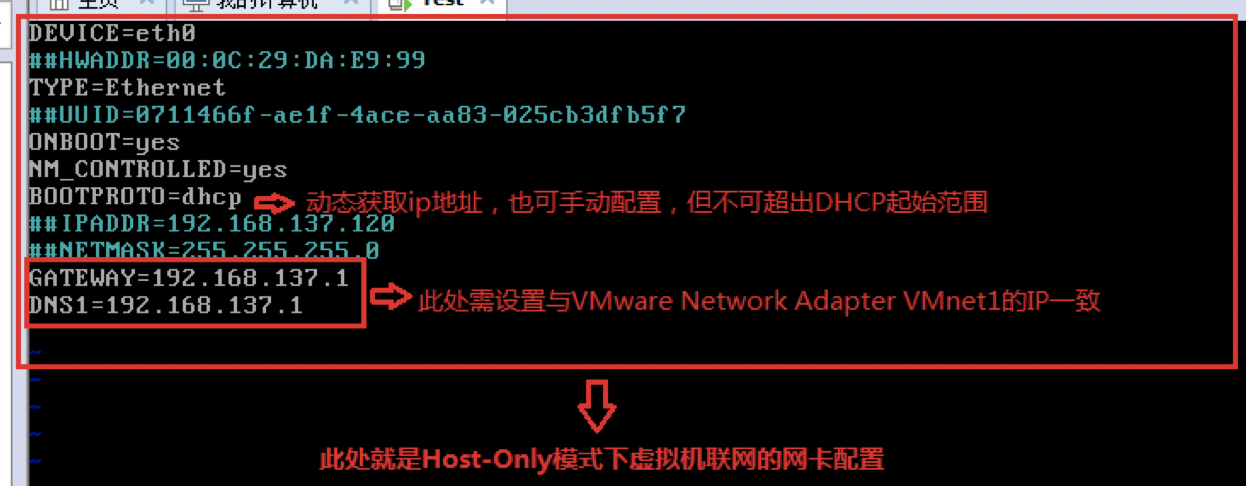 主页
我的计算机
Test
DEVICE=eth0
##HWADDR=00:0C:29:DA:E9:99
TYPE=Ethernet
##UUID=0711466f-ae1f-4ace-aa83-025cb3dfb5f7
ONBOOT=yes
NM_CONTROLLED=yes
BOOTPROTO=dhcp 动态获取ip地址，也可手动配置，但不可超出DHCP起始范围
##IPADDR=192.168.137.120
##NETMASK=255.255.255.0
GATEWAY=192.168.137.1
DNS1=192.168.137.1 此处需设置与VMware Network Adapter VMnet1的IP一致
~
~
~
~
~
此处就是Host-Only模式下虚拟机联网的网卡配置